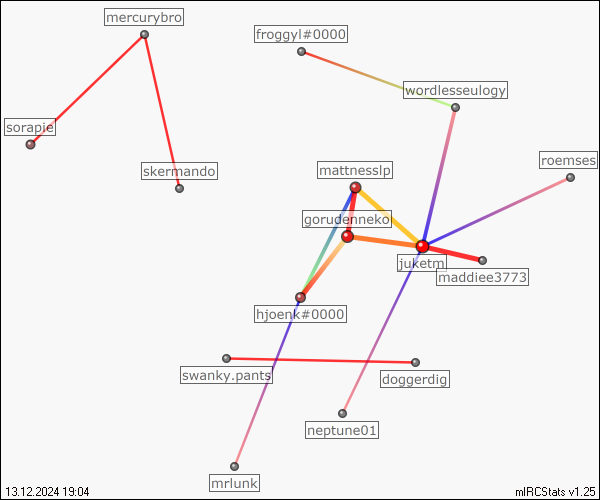 mercurybro
froggyl#0000
wordlesseulogy
sorapie
roemses
skermando
mattnesslp
gorudenneko
juketm
maddiee3773
hjoenk#0000
swanky.pants
doggerdig
neptune01
mrlunk
13.12.2024 19:04
mIRCStats v1.25